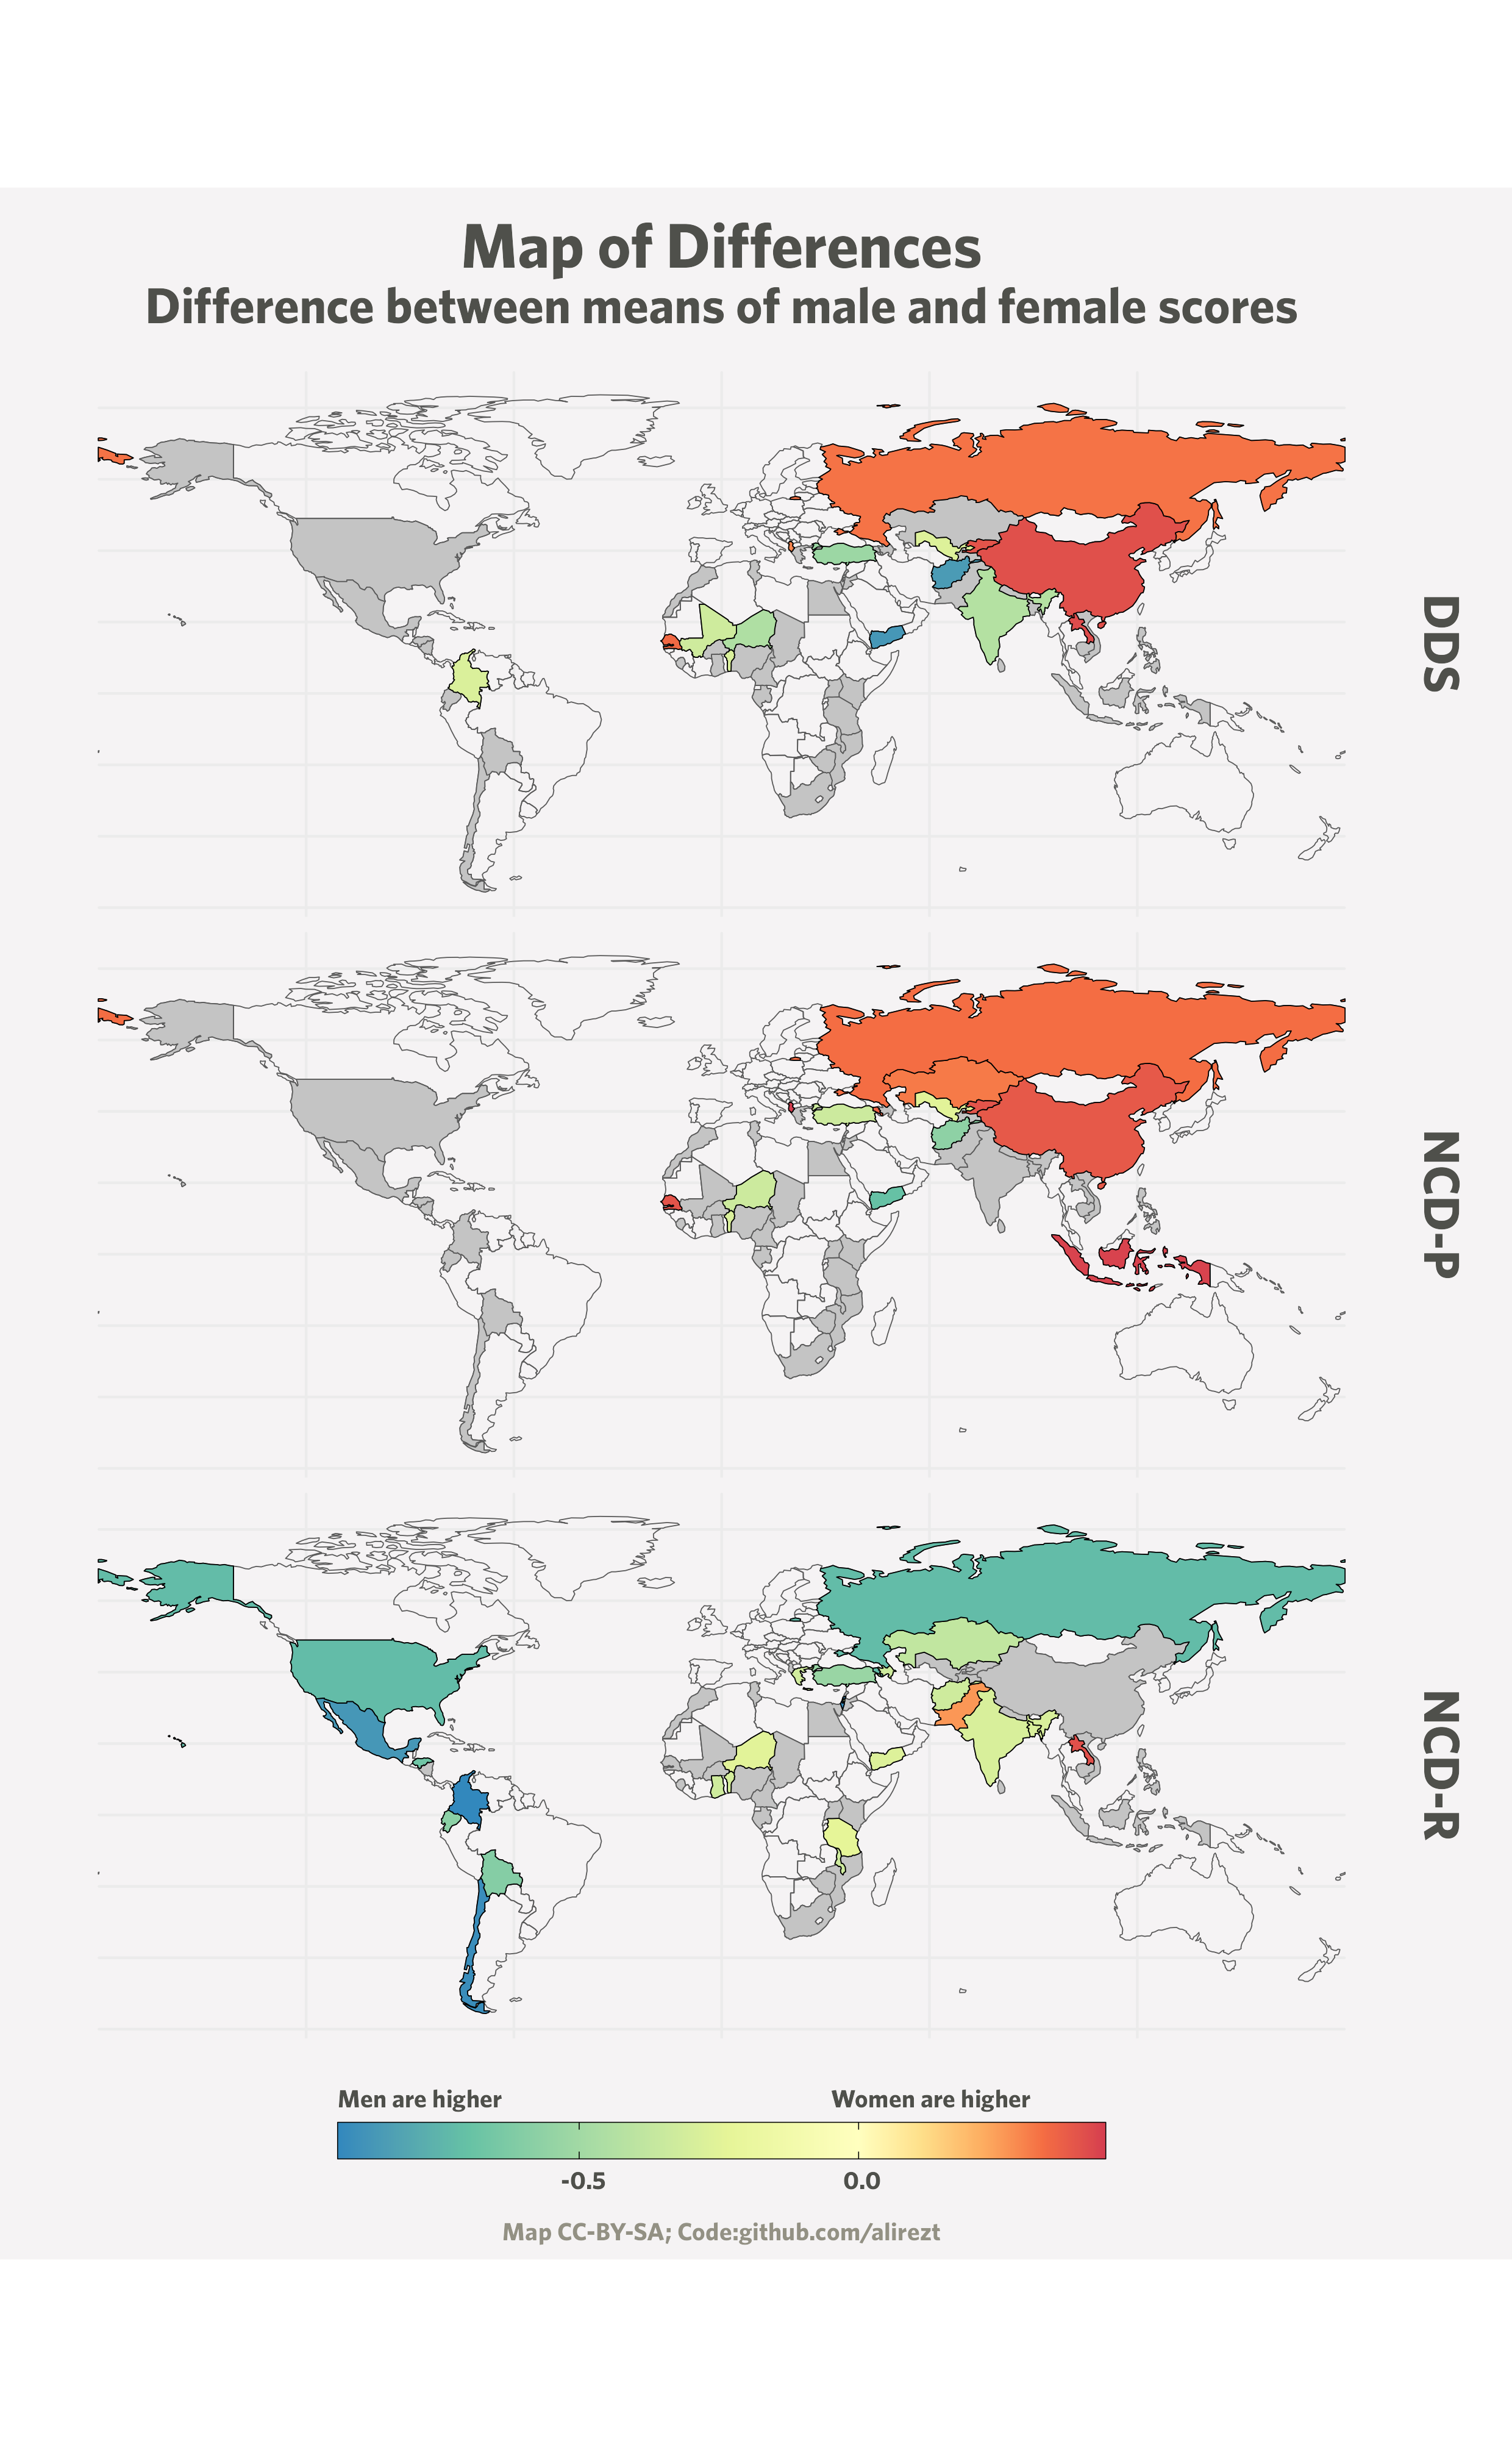 Map of Differences
Difference between means of male and female scores
DDS
NCD-P
NCD-R
Men are higher
Women are higher
-0.5
0.0
Map CC-BY-SA; Code:github.com/alirezt